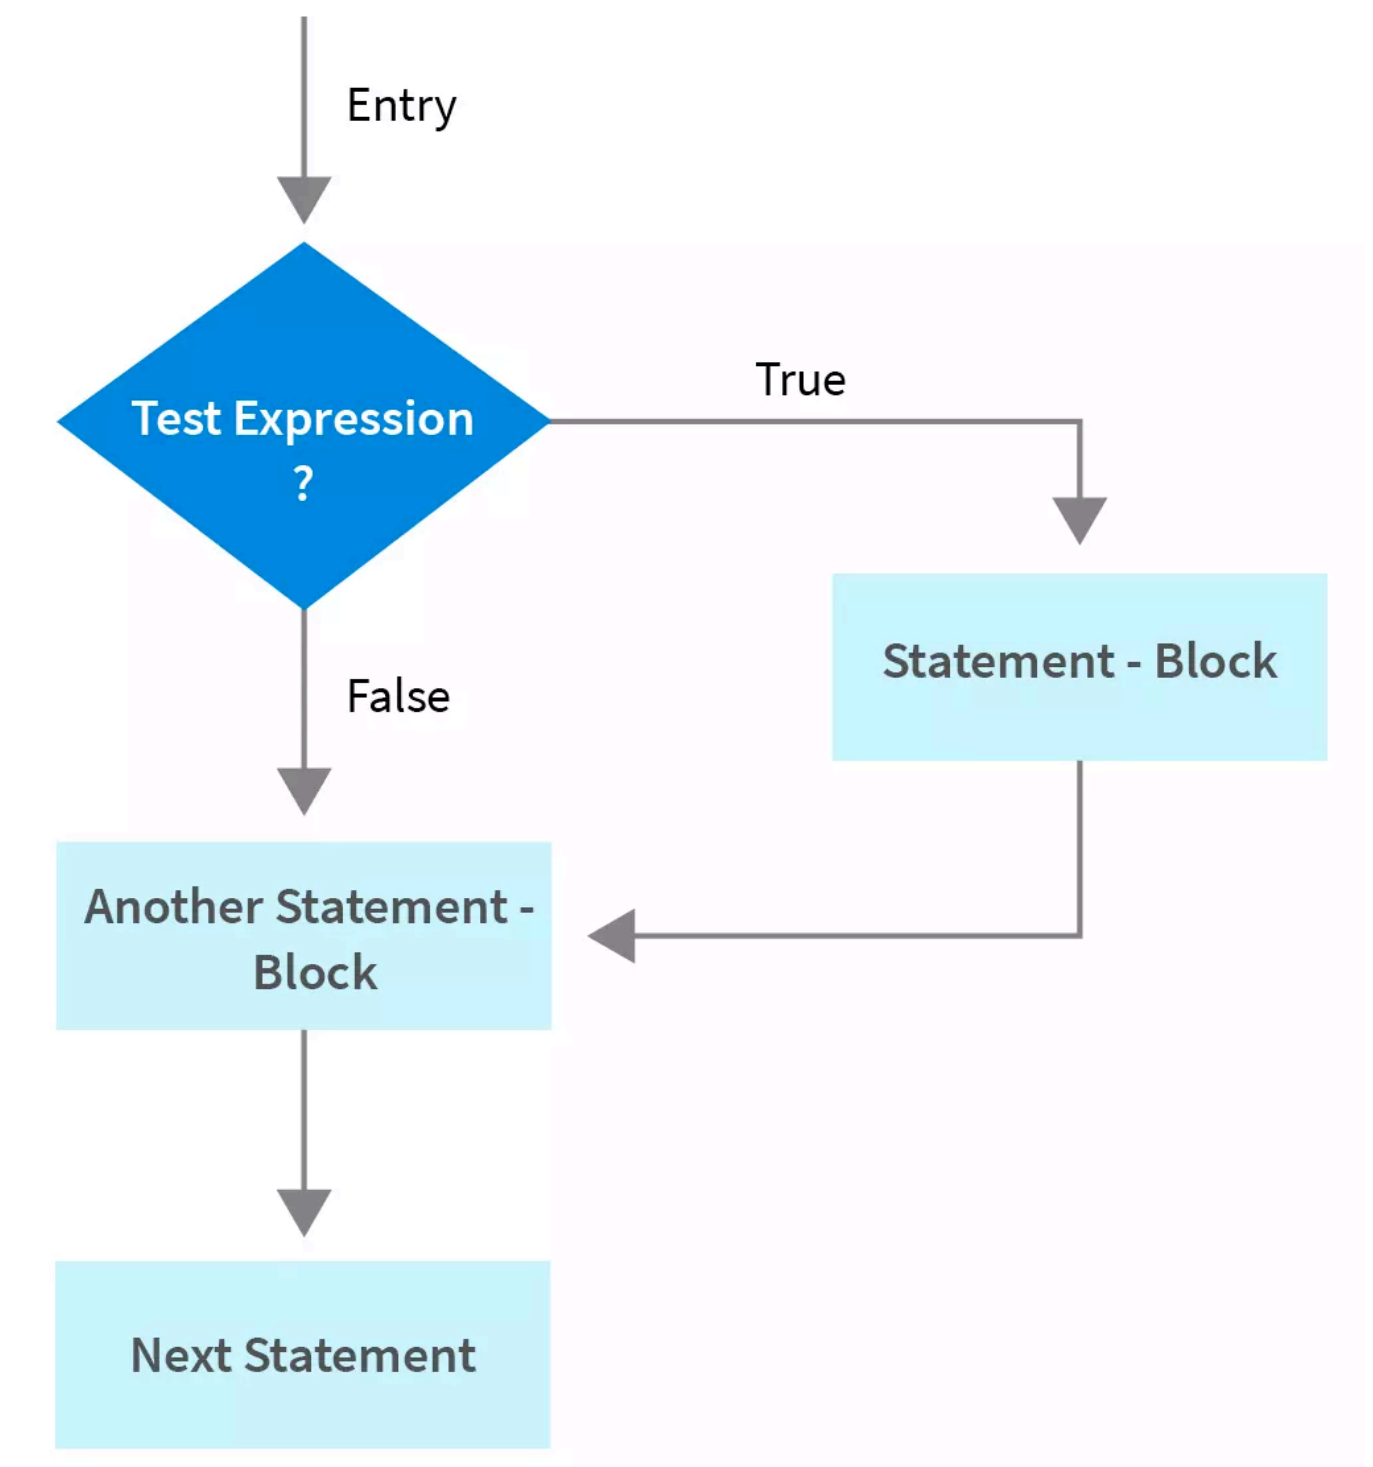 Entry
Test Expression
?
True
False
Statement - Block
Another Statement -
Block
Next Statement